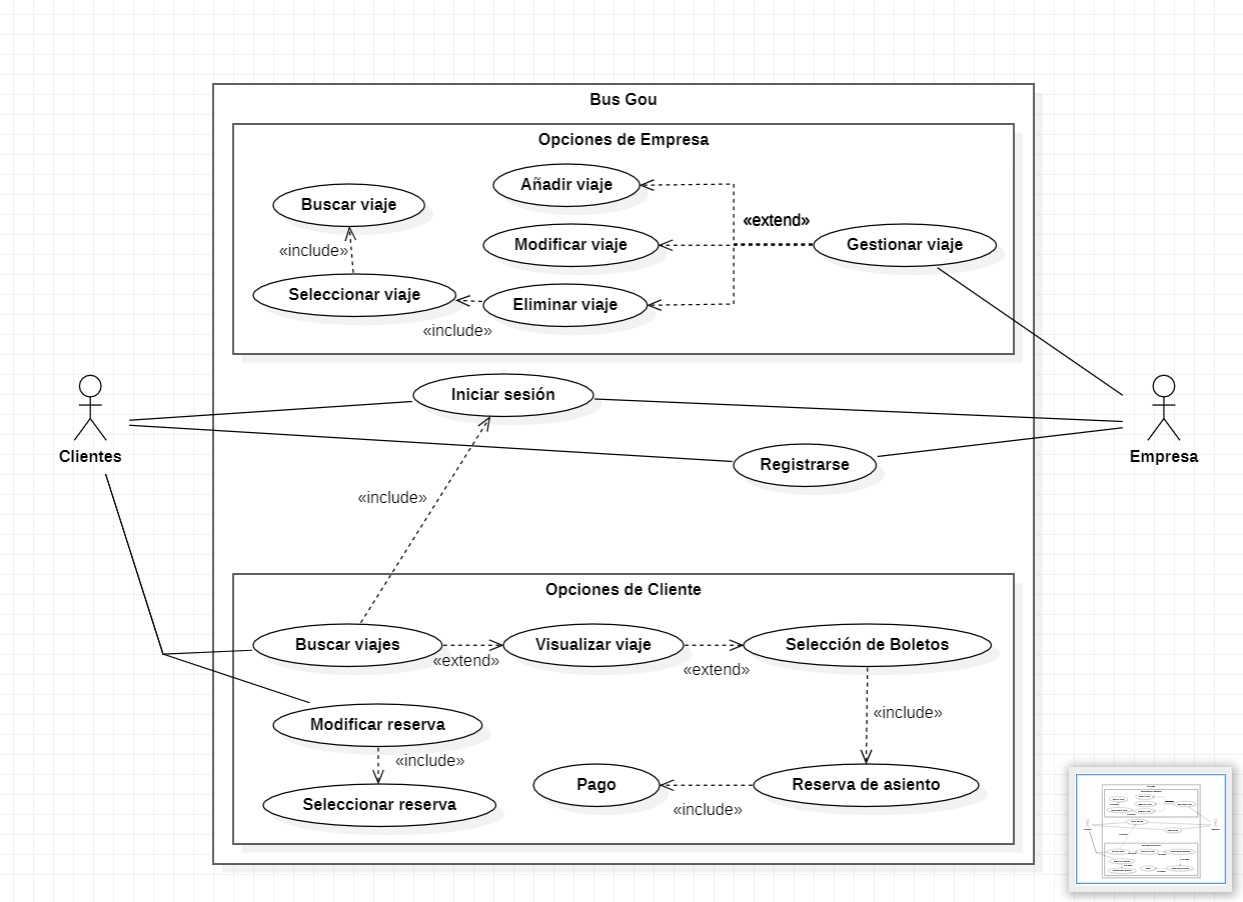 Bus Gou
Opciones de Empresa
Añadir viaje
Buscar viaje
«extend»
Modificar viaje
Gestionar viaje
«include»
Seleccionar viaje
Eliminar viaje
«include»
Iniciar sesión
Clientes
Empresa
Registrarse
«include»
Opciones de Cliente
Buscar viajes
Visualizar viaje
Selección de Boletos
«extend»
«extend»
«include»
Modificar reserva
«include»
Pago
Reserva de asiento
Seleccionar reserva
«include»